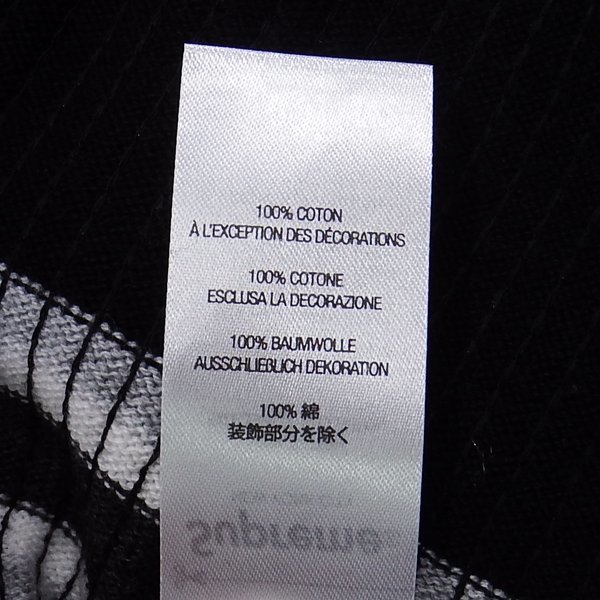 100% COTON
À L'EXCEPTION DES DÉCORATIONS
100% COTONE
ESCLUSA LA DECORAZIONE
100% BAUMWOLLE
AUSSCHLIEßLICH DEKORATION
100% 綿
装飾部分を除く
Supreme